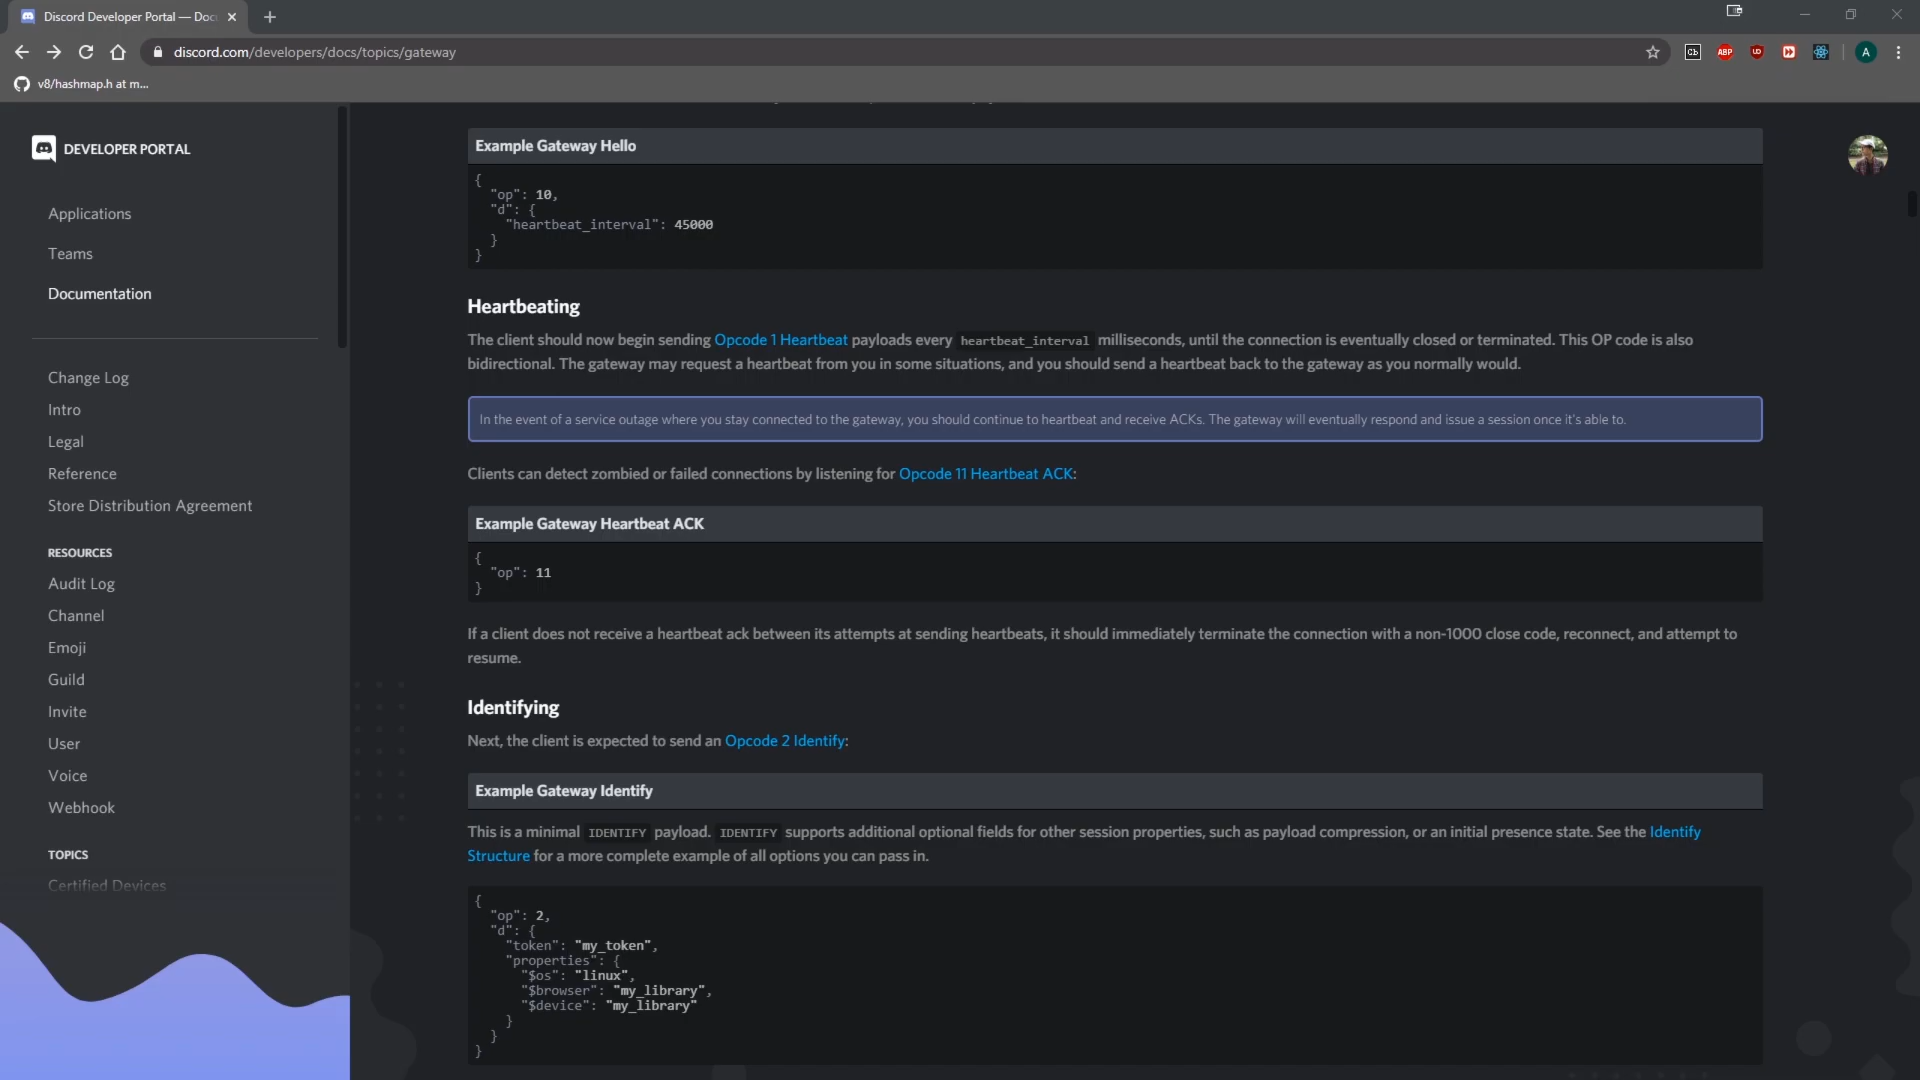 Discord Developer Portal — Doc
discord.com/developers/docs/topics/gateway
Cb
ABP
UD
A
v8/hashmap.h at m...
DEVELOPER PORTAL
Applications
Teams
Documentation
Change Log
Intro
Legal
Reference
Store Distribution Agreement
RESOURCES
Audit Log
Channel
Emoji
Guild
Invite
User
Voice
Webhook
TOPICS
Certified Devices
Example Gateway Hello
{
"op": 10,
"d": {
"heartbeat_interval": 45000
}
}
Heartbeating
The client should now begin sending Opcode 1 Heartbeat payloads every heartbeat_interval milliseconds, until the connection is eventually closed or terminated. This OP code is also
bidirectional. The gateway may request a heartbeat from you in some situations, and you should send a heartbeat back to the gateway as you normally would.
In the event of a service outage where you stay connected to the gateway, you should continue to heartbeat and receive ACKs. The gateway will eventually respond and issue a session once it's able to.
Clients can detect zombied or failed connections by listening for Opcode 11 Heartbeat ACK:
Example Gateway Heartbeat ACK
{
"op": 11
}
If a client does not receive a heartbeat ack between its attempts at sending heartbeats, it should immediately terminate the connection with a non-1000 close code, reconnect, and attempt to
resume.
Identifying
Next, the client is expected to send an Opcode 2 Identify:
Example Gateway Identify
This is a minimal IDENTIFY payload. IDENTIFY supports additional optional fields for other session properties, such as payload compression, or an initial presence state. See the Identify
Structure for a more complete example of all options you can pass in.
{
"op": 2,
"d": {
"token": "my_token",
"properties": {
"$os": "linux",
"$browser": "my_library",
"$device": "my_library"
}
}
}